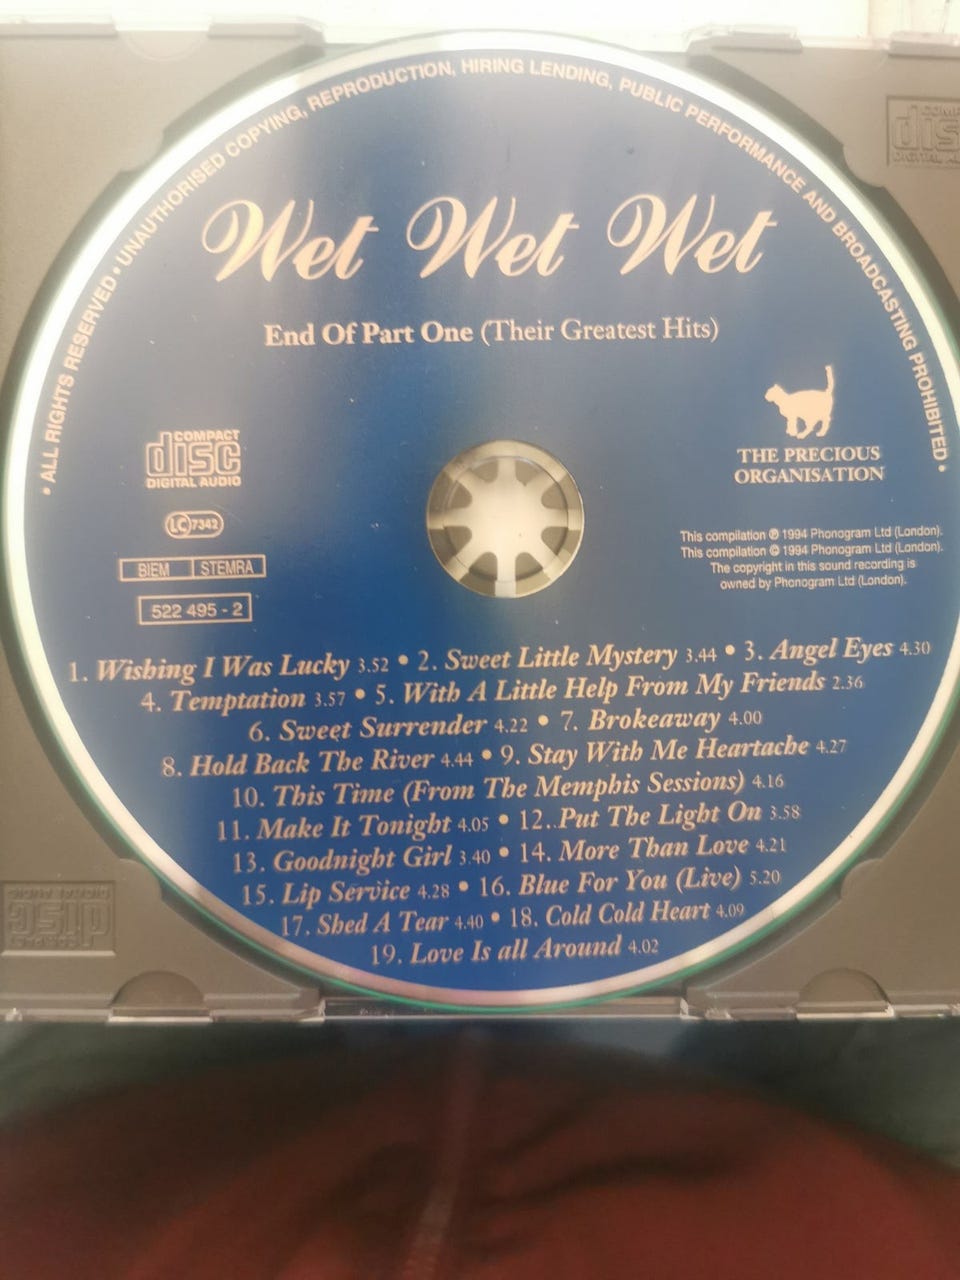 • ALL RIGHTS RESERVED • UNAUTHORISED COPYING, REPRODUCTION, HIRING LENDING, PUBLIC PERFORMANCE AND BROADCASTING PROHIBITED •
Wet Wet Wet
End Of Part One (Their Greatest Hits)
COMPACT
disc
DIGITAL AUDIO
THE PRECIOUS
ORGANISATION
LC 7342
BIEM STEMRA
522 495 - 2
This compilation ℗ 1994 Phonogram Ltd (London).
This compilation © 1994 Phonogram Ltd (London).
The copyright in this sound recording is
owned by Phonogram Ltd (London).
1. Wishing I Was Lucky 3.52 • 2. Sweet Little Mystery 3.44 • 3. Angel Eyes 4.30
4. Temptation 3.57 • 5. With A Little Help From My Friends 2.36
6. Sweet Surrender 4.22 • 7. Brokeaway 4.00
8. Hold Back The River 4.44 • 9. Stay With Me Heartache 4.27
10. This Time (From The Memphis Sessions) 4.16
11. Make It Tonight 4.05 • 12. Put The Light On 3.58
13. Goodnight Girl 3.40 • 14. More Than Love 4.21
15. Lip Service 4.28 • 16. Blue For You (Live) 5.20
17. Shed A Tear 4.40 • 18. Cold Cold Heart 4.09
19. Love Is all Around 4.02